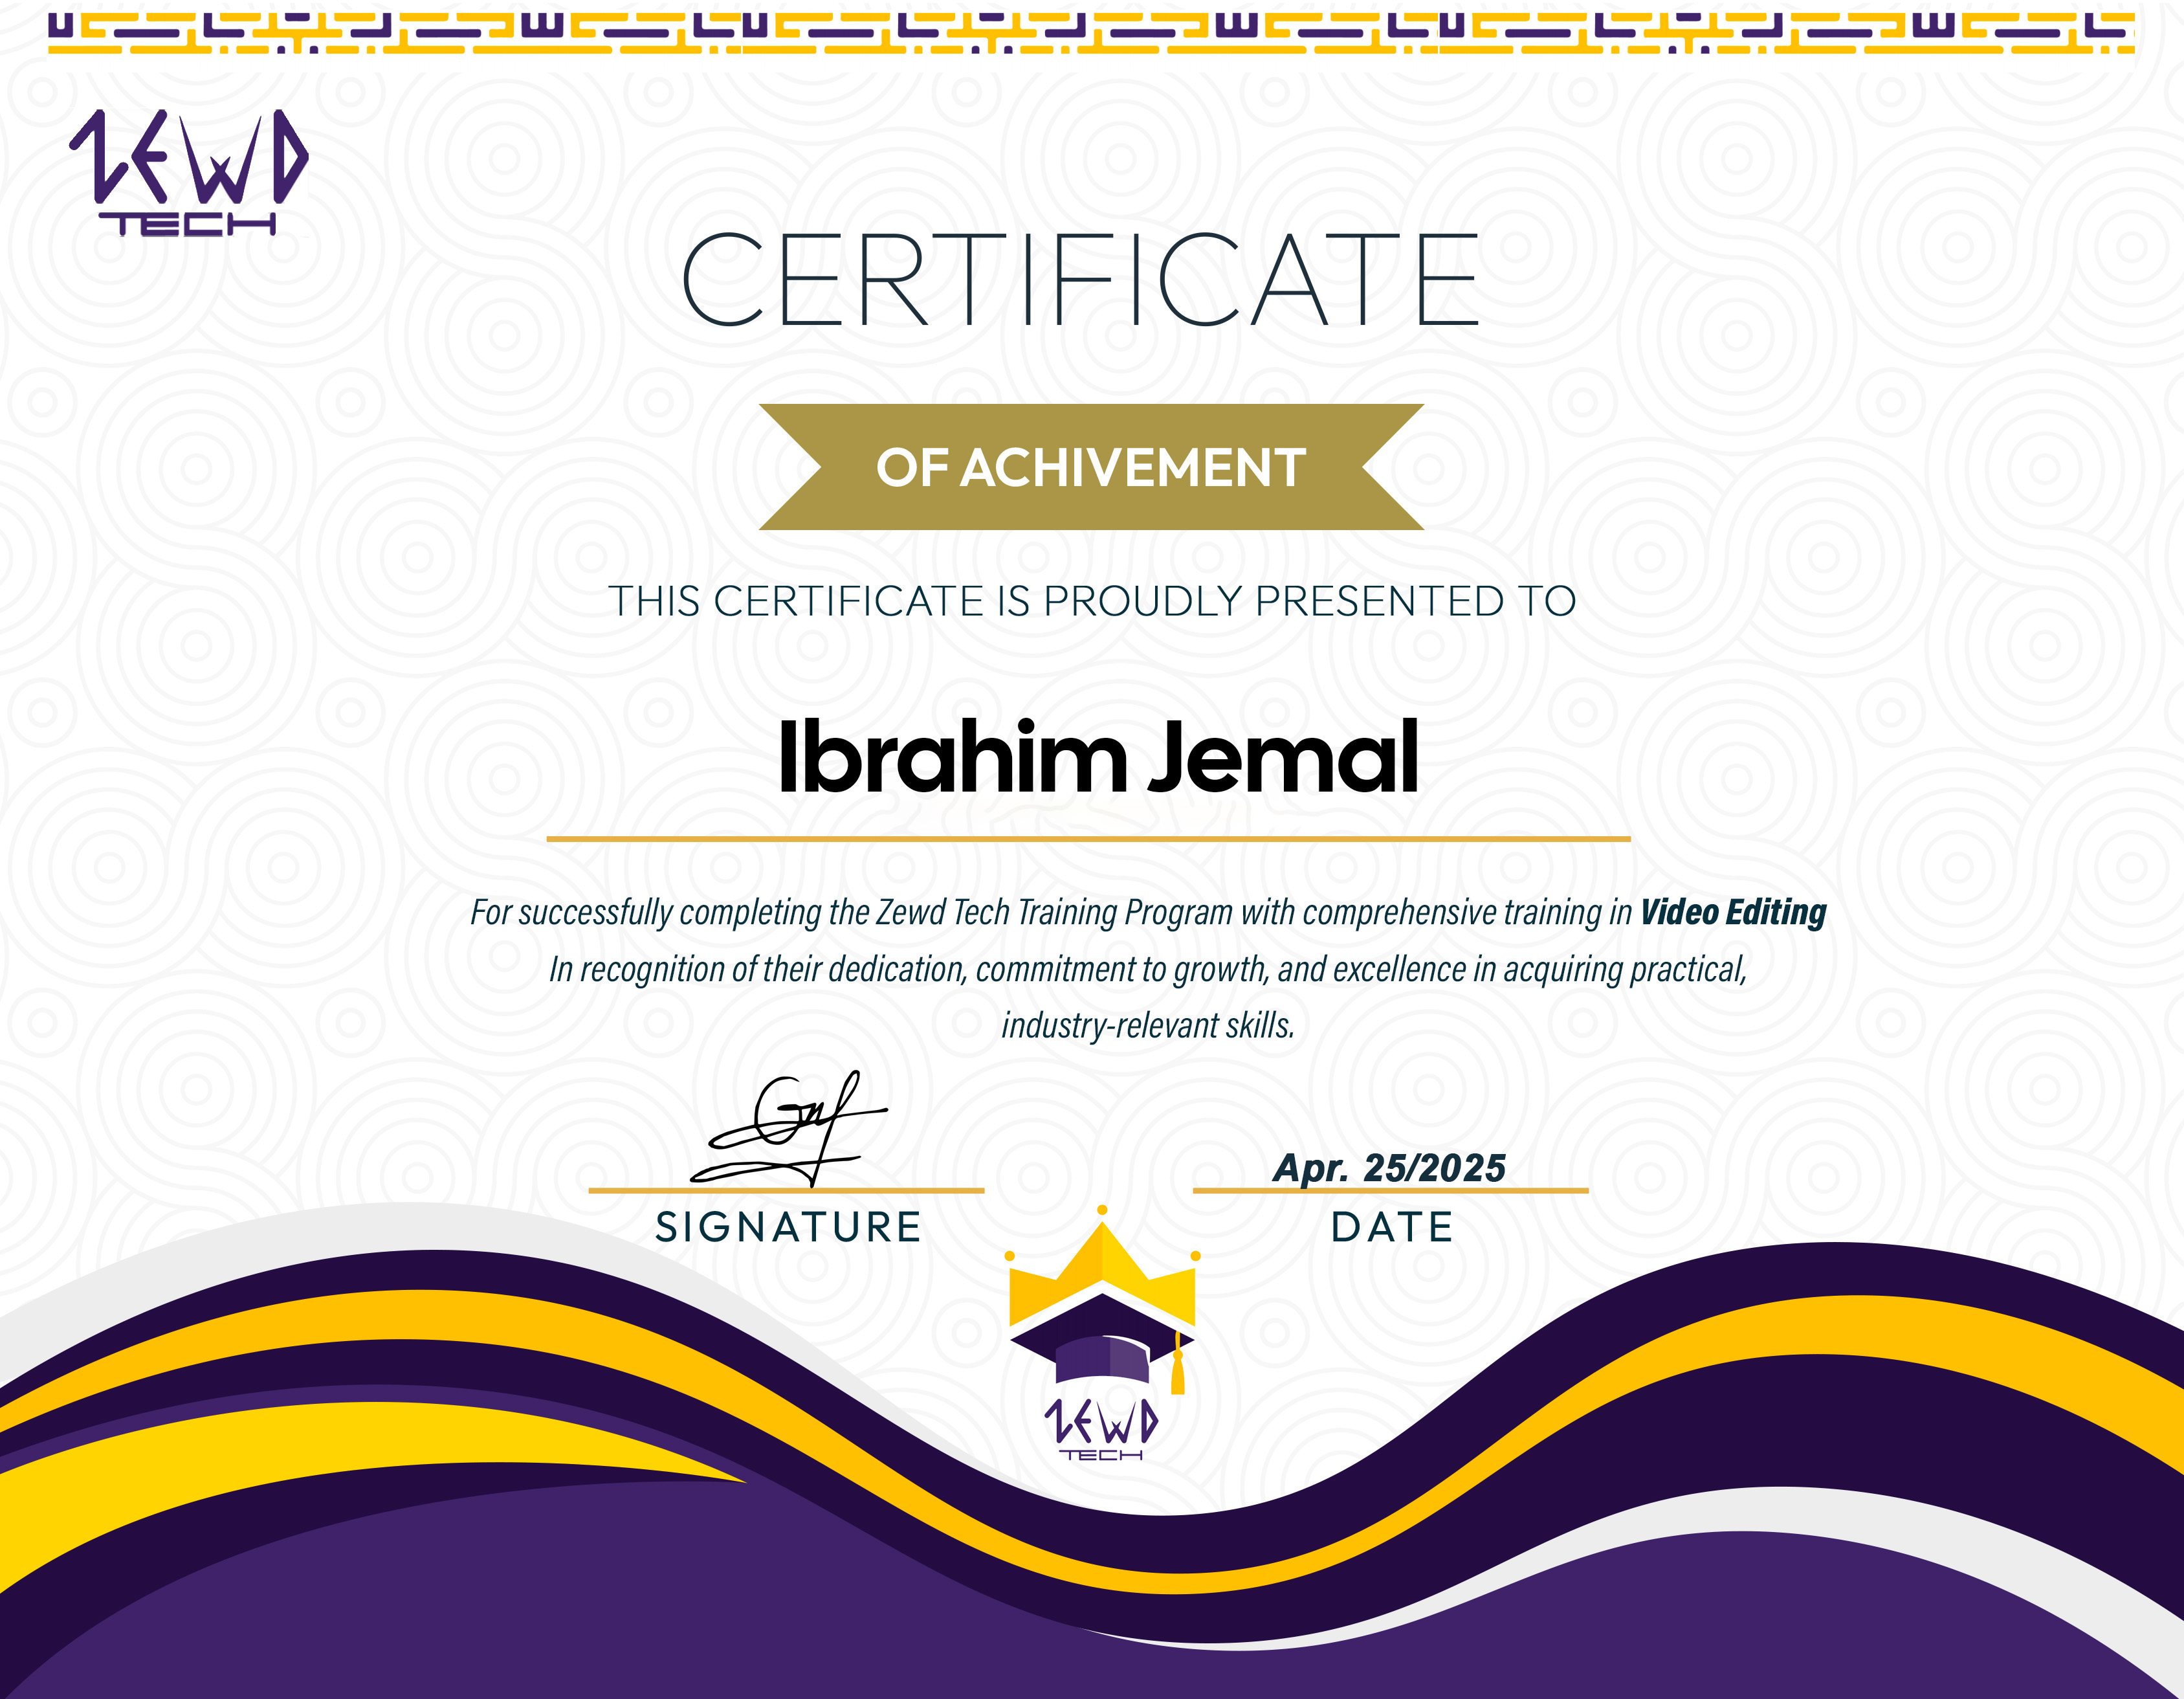 ZEWD
TECH
CERTIFICATE
OF ACHIVEMENT
THIS CERTIFICATE IS PROUDLY PRESENTED TO
Ibrahim Jemal
For successfully completing the Zewd Tech Training Program with comprehensive training in Video Editing
In recognition of their dedication, commitment to growth, and excellence in acquiring practical,
industry-relevant skills.
Apr. 25/2025
SIGNATURE
DATE
ZEWD
TECH